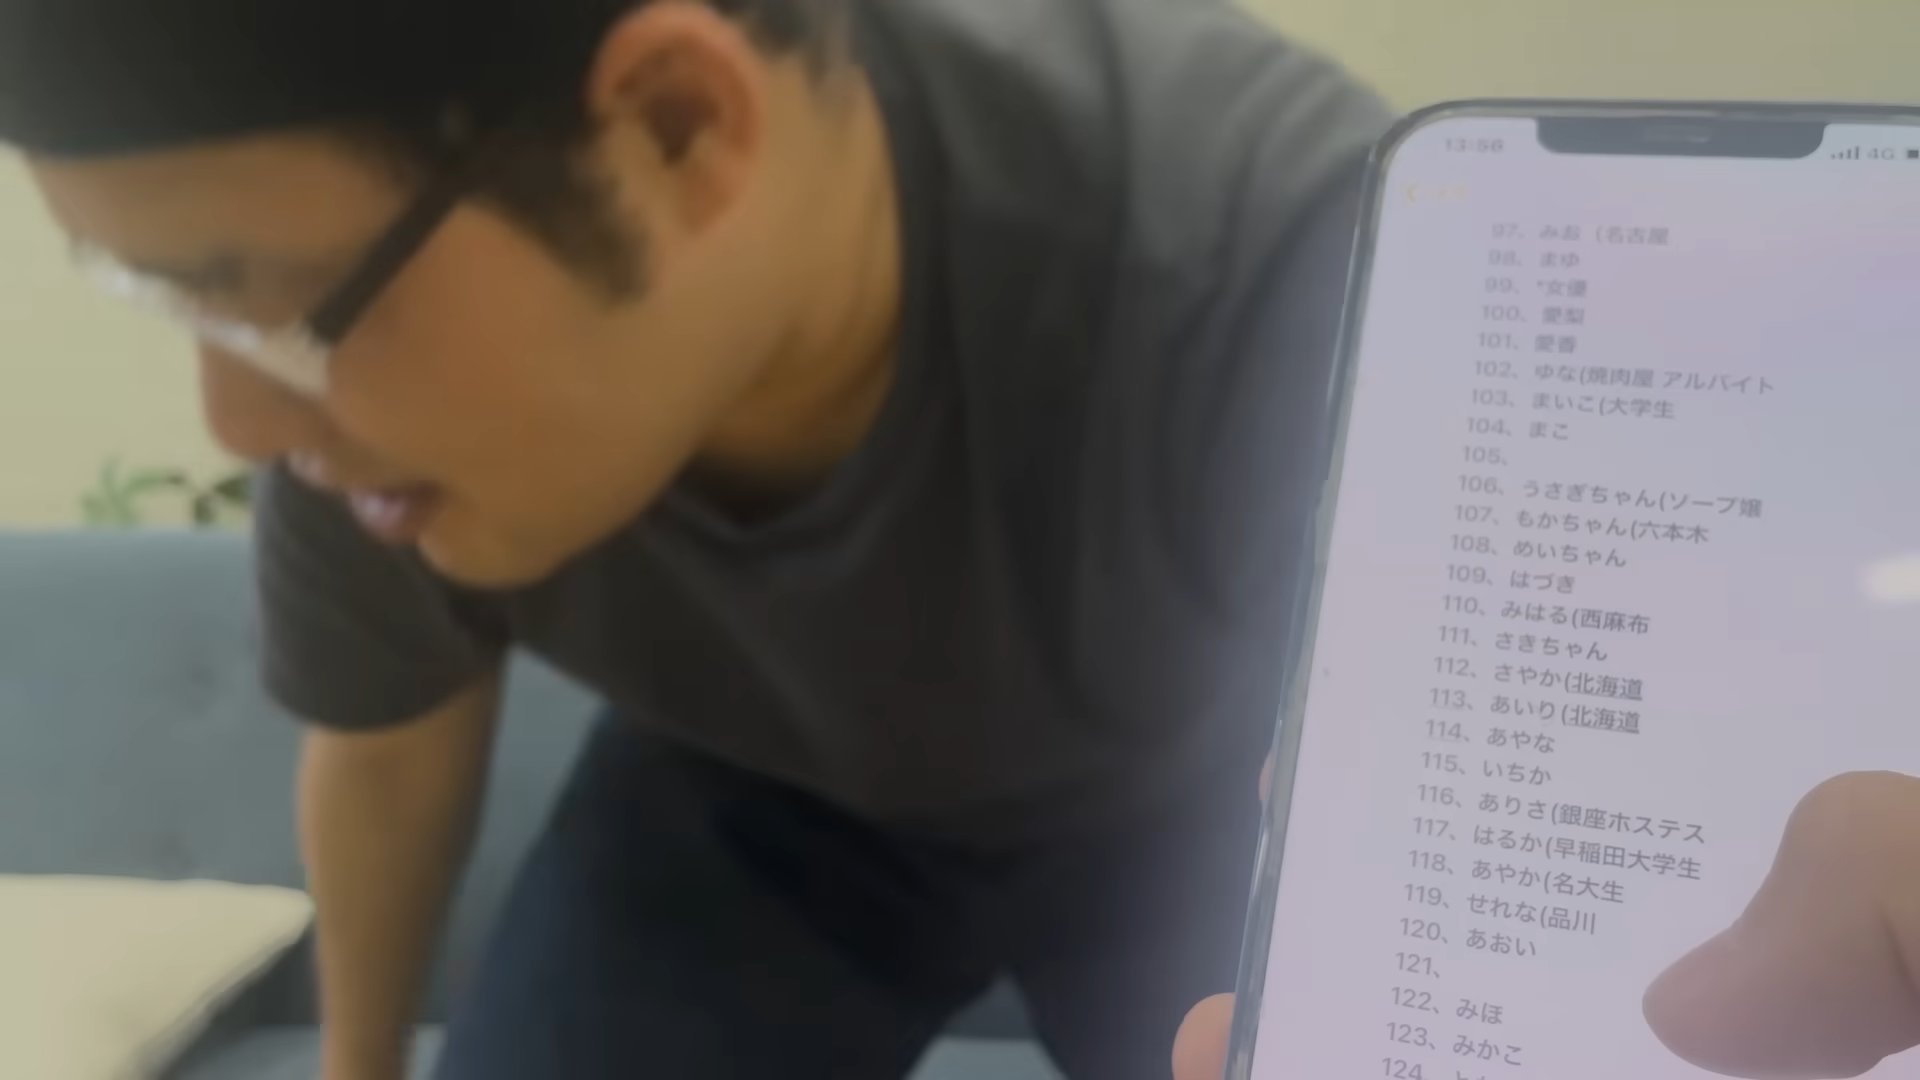 13:56
4G
97、みお（名古屋
98、まゆ
99、*女優
100、愛梨
101、愛香
102、ゆな(焼肉屋 アルバイト
103、まいこ(大学生
104、まこ
105、
106、うさぎちゃん(ソープ嬢
107、もかちゃん(六本木
108、めいちゃん
109、はづき
110、みはる(西麻布
111、さきちゃん
112、さやか(北海道
113、あいり(北海道
114、あやな
115、いちか
116、ありさ(銀座ホステス
117、はるか(早稲田大学生
118、あやか(名大生
119、せれな(品川
120、あおい
121、
122、みほ
123、みかこ
124、